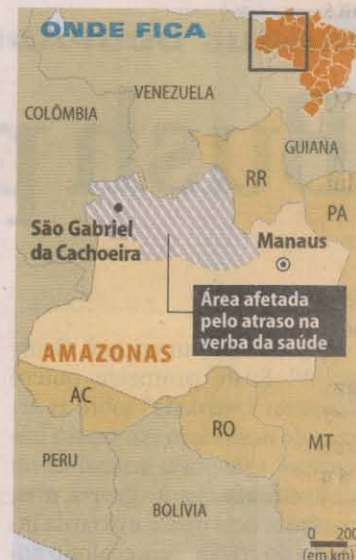 ONDE FICA
VENEZUELA
COLÔMBIA
GUIANA
RR
PA
São Gabriel
da Cachoeira
Manaus
Área afetada
pelo atraso na
verba da saúde
AMAZONAS
AC
RO
MT
PERU
BOLÍVIA
0 200
(em km)